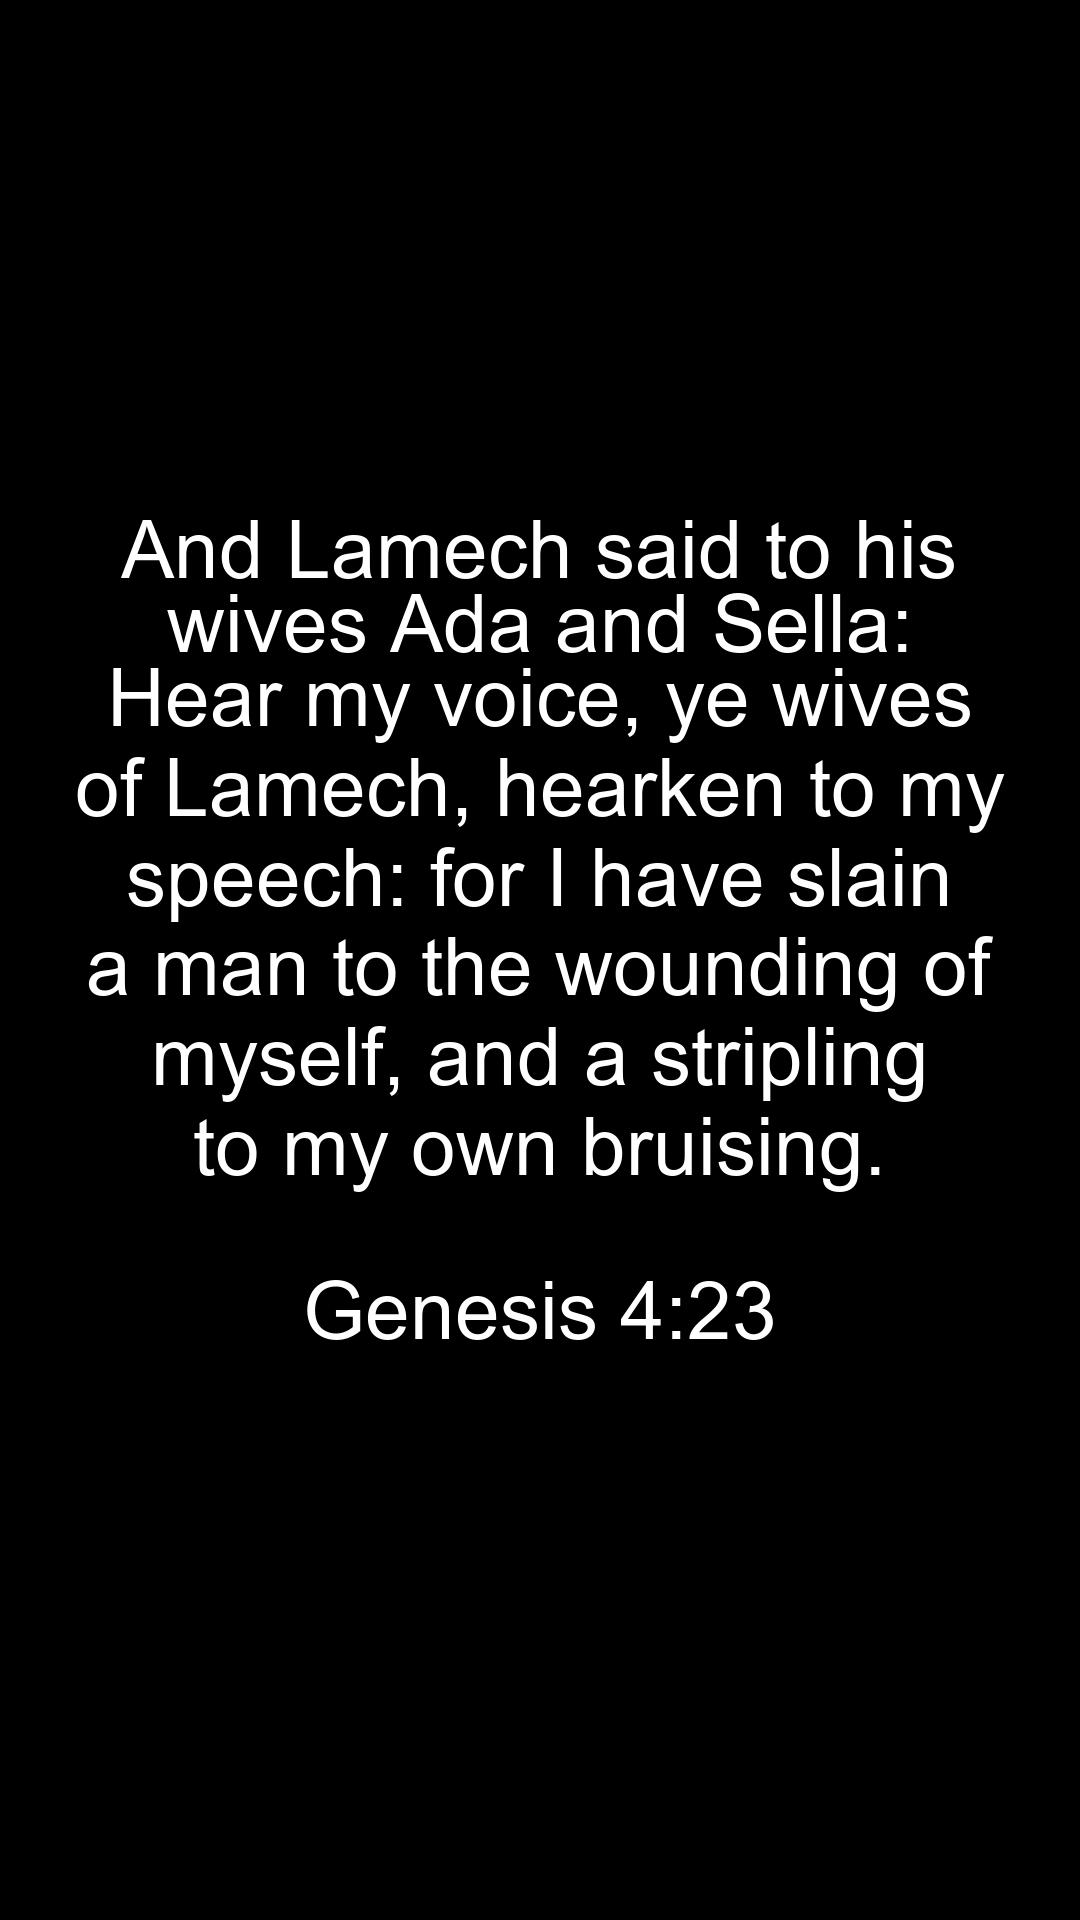 And Lamech said to his
wives Ada and Sella:
Hear my voice, ye wives
of Lamech, hearken to my
speech: for I have slain
a man to the wounding of
myself, and a stripling
to my own bruising.
Genesis 4:23